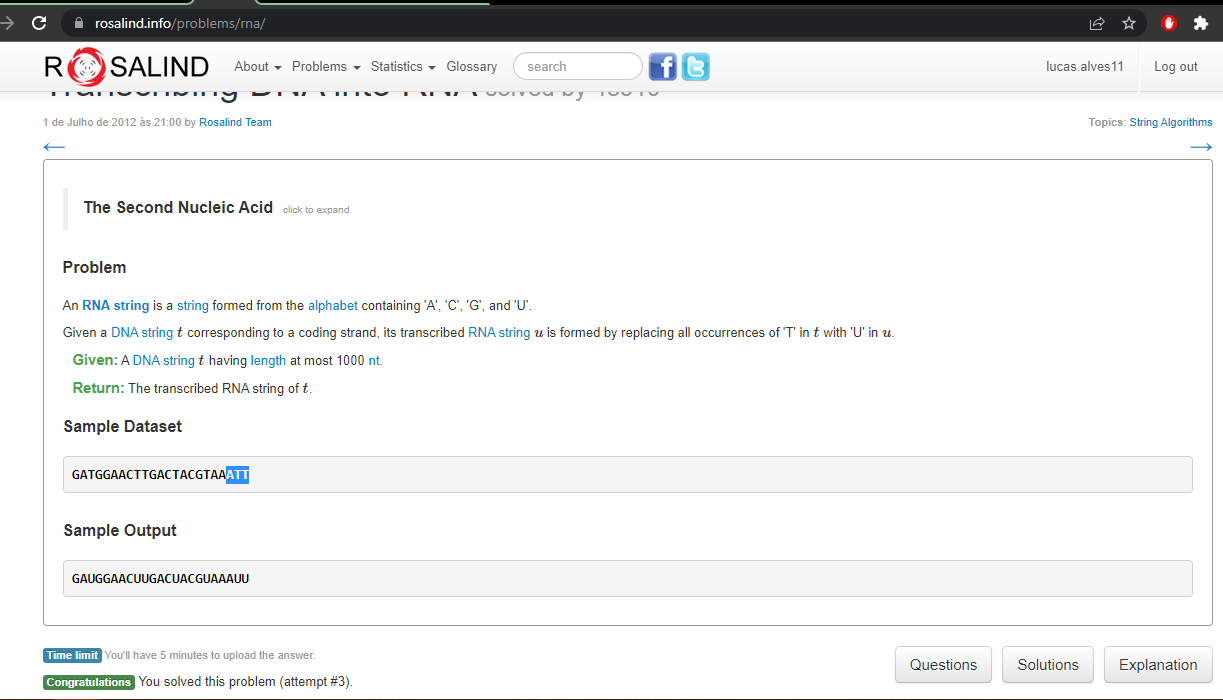 rosalind.info/problems/rna/
ROSALIND About Problems Statistics Glossary search lucas.alves11 Log out
Transcribing DNA into RNA solved by
1 de Julho de 2012 às 21:00 by Rosalind Team Topics: String Algorithms
The Second Nucleic Acid click to expand
Problem
An RNA string is a string formed from the alphabet containing 'A', 'C', 'G', and 'U'.
Given a DNA string t corresponding to a coding strand, its transcribed RNA string u is formed by replacing all occurrences of 'T' in t with 'U' in u.
Given: A DNA string t having length at most 1000 nt.
Return: The transcribed RNA string of t.
Sample Dataset
GATGGAACTTGACTACGTAAATT
Sample Output
GAUGGAACUUGACUACGUAAAUU
Time limit You'll have 5 minutes to upload the answer.
Questions Solutions Explanation
Congratulations You solved this problem (attempt #3).